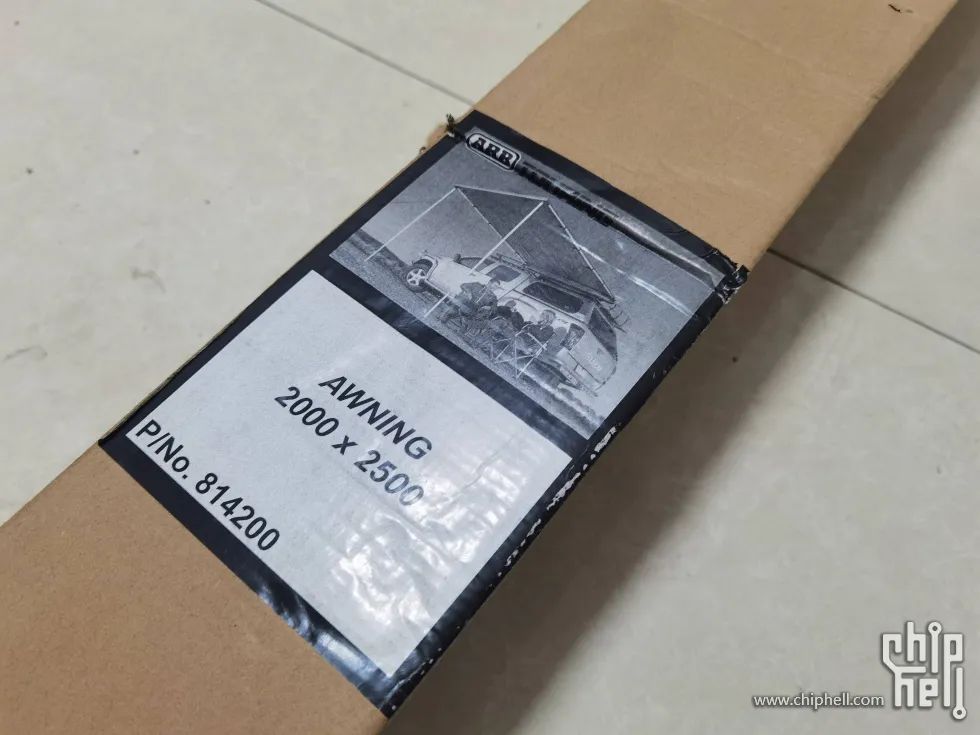 ARB
AWNING
2000 x 2500
P/No. 814200
chip
hell
www.chiphell.com